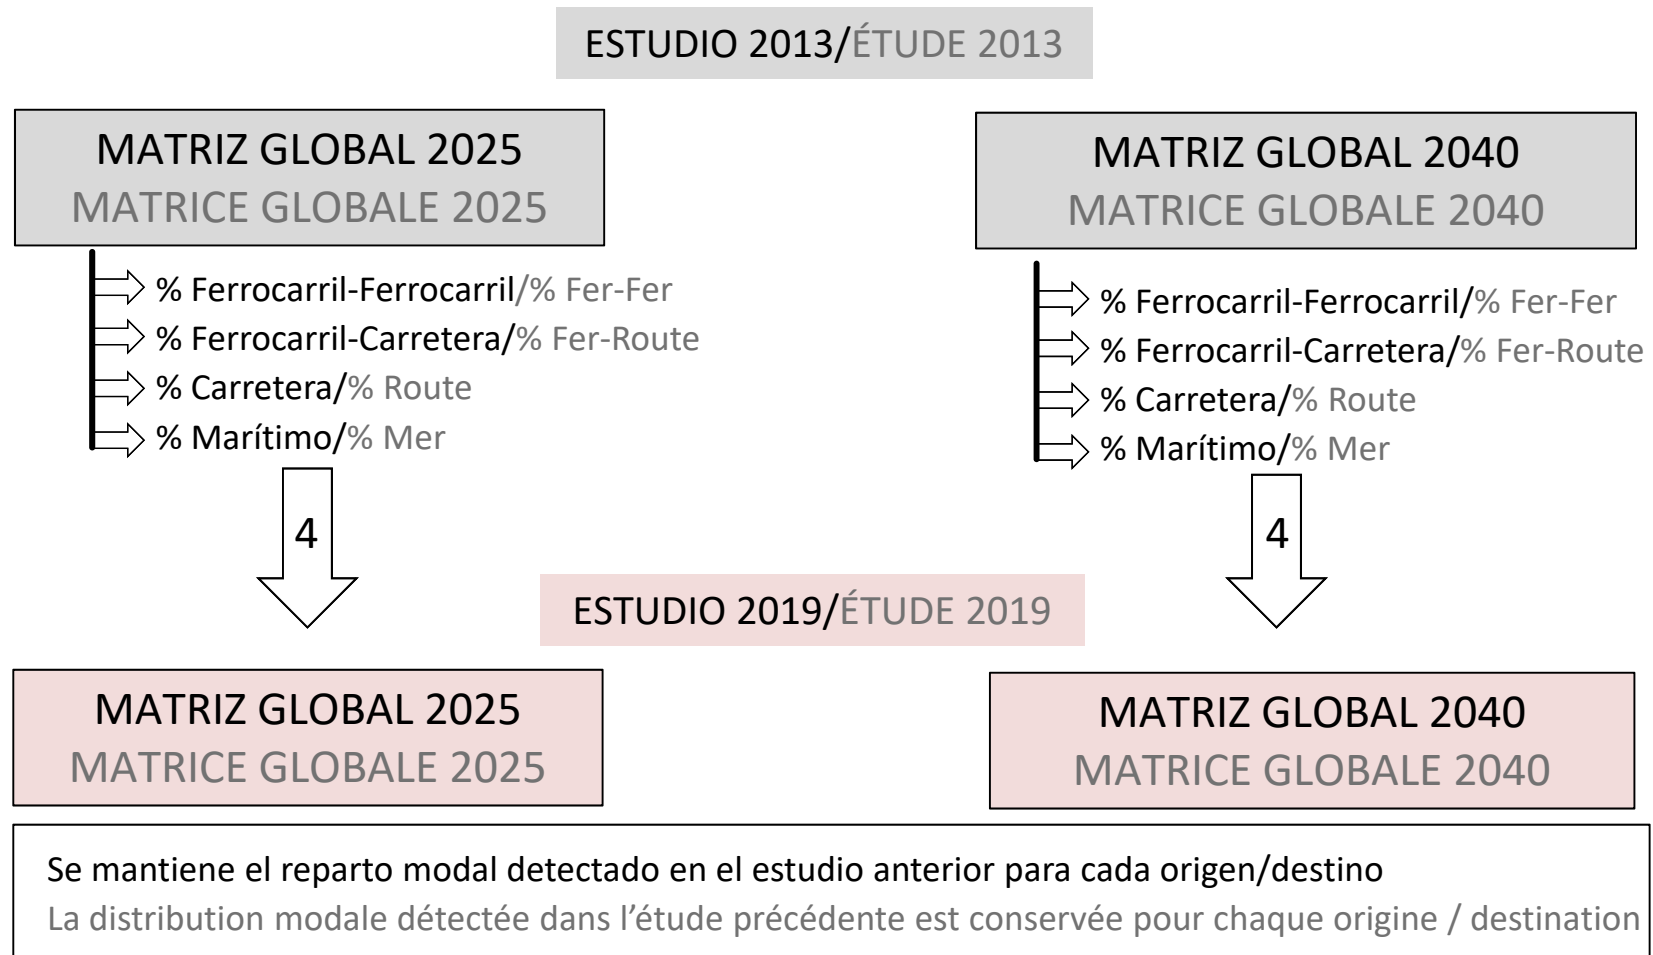 ESTUDIO 2013/ÉTUDE 2013
MATRIZ GLOBAL 2025
MATRICE GLOBALE 2025
% Ferrocarril-Ferrocarril/% Fer-Fer
% Ferrocarril-Carretera/% Fer-Route
% Carretera/% Route
% Marítimo/% Mer
4
MATRIZ GLOBAL 2040
MATRICE GLOBALE 2040
% Ferrocarril-Ferrocarril/% Fer-Fer
% Ferrocarril-Carretera/% Fer-Route
% Carretera/% Route
% Marítimo/% Mer
4
ESTUDIO 2019/ÉTUDE 2019
MATRIZ GLOBAL 2025
MATRICE GLOBALE 2025
MATRIZ GLOBAL 2040
MATRICE GLOBALE 2040
Se mantiene el reparto modal detectado en el estudio anterior para cada origen/destino
La distribution modale détectée dans l’étude précédente est conservée pour chaque origine / destination